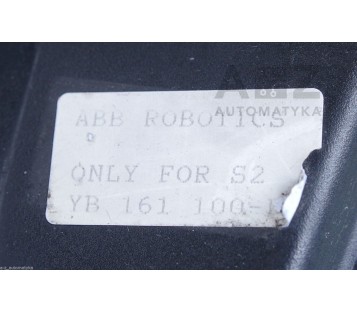 AUTOMATYKA
ABB ROBOTICS
ONLY FOR S2
YB 161 100-